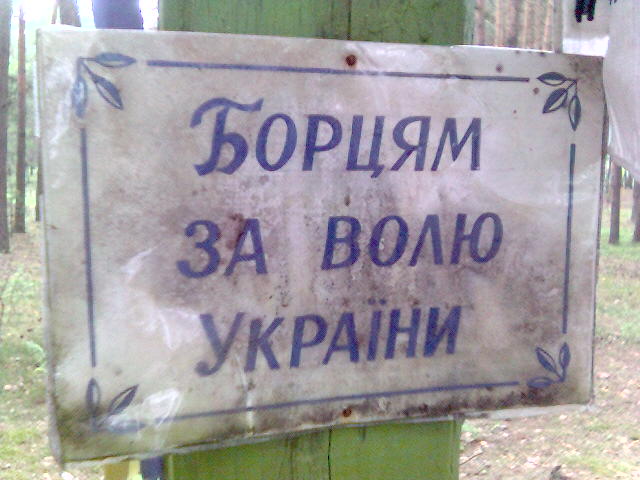 Борцям
за волю
України